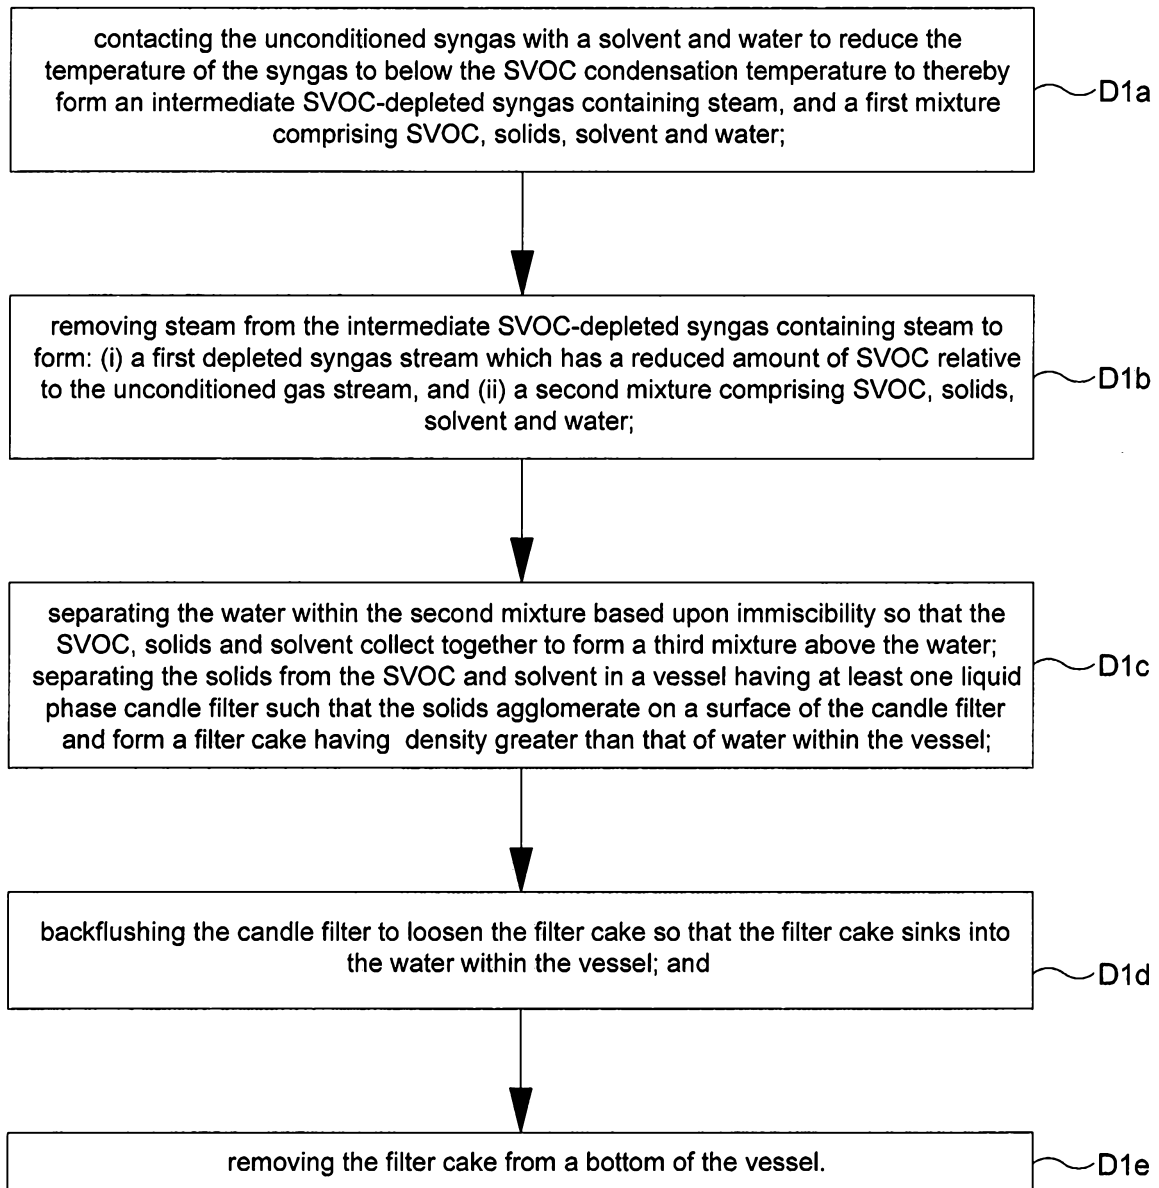 contacting the unconditioned syngas with a solvent and water to reduce the
temperature of the syngas to below the SVOC condensation temperature to thereby
form an intermediate SVOC-depleted syngas containing steam, and a first mixture
comprising SVOC, solids, solvent and water;
D1a
removing steam from the intermediate SVOC-depleted syngas containing steam to
form: (i) a first depleted syngas stream which has a reduced amount of SVOC relative
to the unconditioned gas stream, and (ii) a second mixture comprising SVOC, solids,
solvent and water;
D1b
separating the water within the second mixture based upon immiscibility so that the
SVOC, solids and solvent collect together to form a third mixture above the water;
separating the solids from the SVOC and solvent in a vessel having at least one liquid
phase candle filter such that the solids agglomerate on a surface of the candle filter
and form a filter cake having density greater than that of water within the vessel;
D1c
backflushing the candle filter to loosen the filter cake so that the filter cake sinks into
the water within the vessel; and
D1d
removing the filter cake from a bottom of the vessel.
D1e